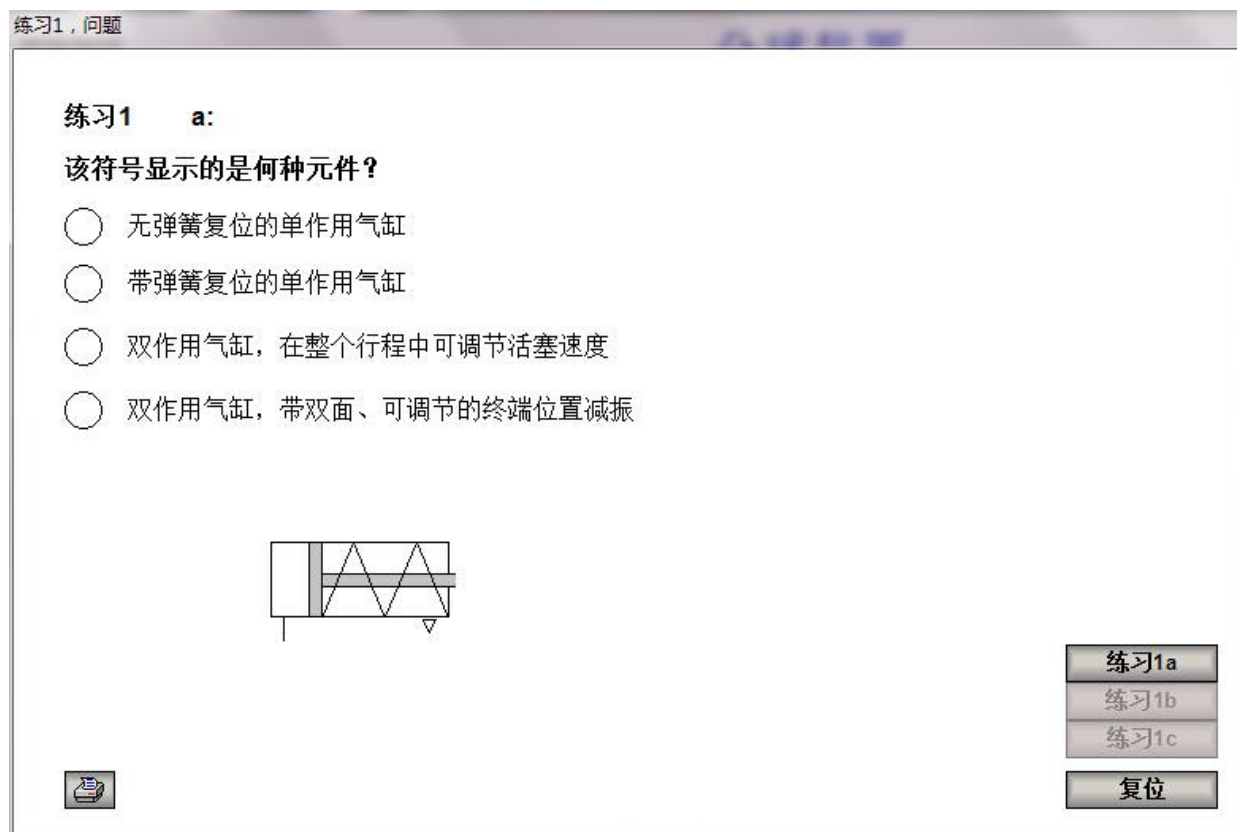 练习1，问题
练习1 a:
该符号显示的是何种元件？
无弹簧复位的单作用气缸
带弹簧复位的单作用气缸
双作用气缸，在整个行程中可调节活塞速度
双作用气缸，带双面、可调节的终端位置减振
练习1a
练习1b
练习1c
复位